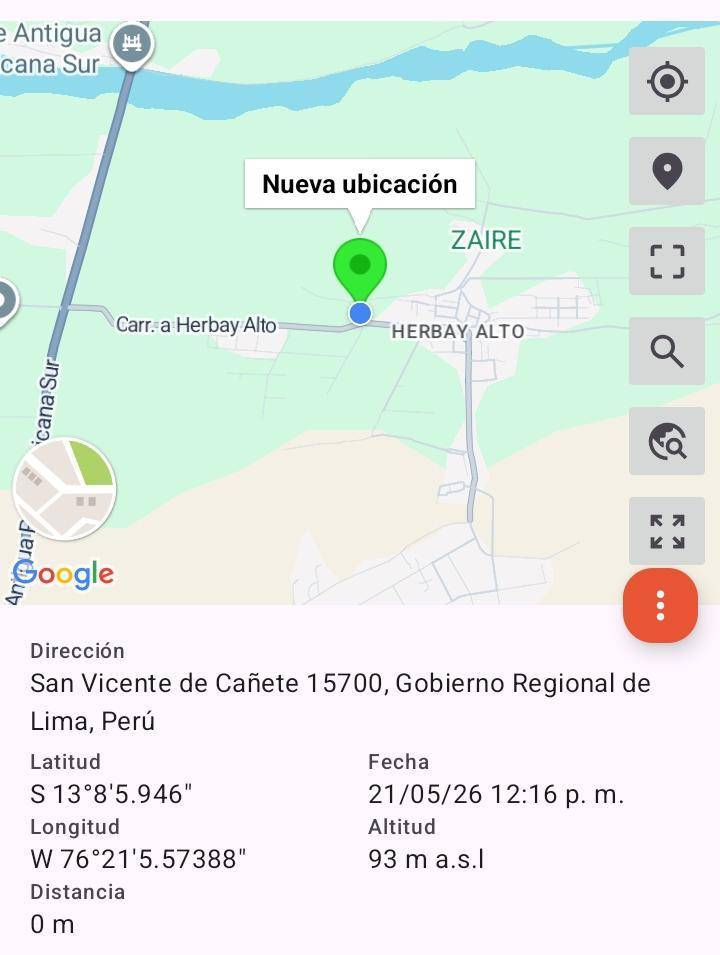 e Antigua
cana Sur
Nueva ubicación
ZAIRE
Carr. a Herbay Alto
HERBAY ALTO
icana Sur
Google
Dirección
San Vicente de Cañete 15700, Gobierno Regional de
Lima, Perú
Latitud
S 13°8'5.946"
Fecha
21/05/26 12:16 p. m.
Longitud
W 76°21'5.57388"
Altitud
93 m a.s.l
Distancia
0 m